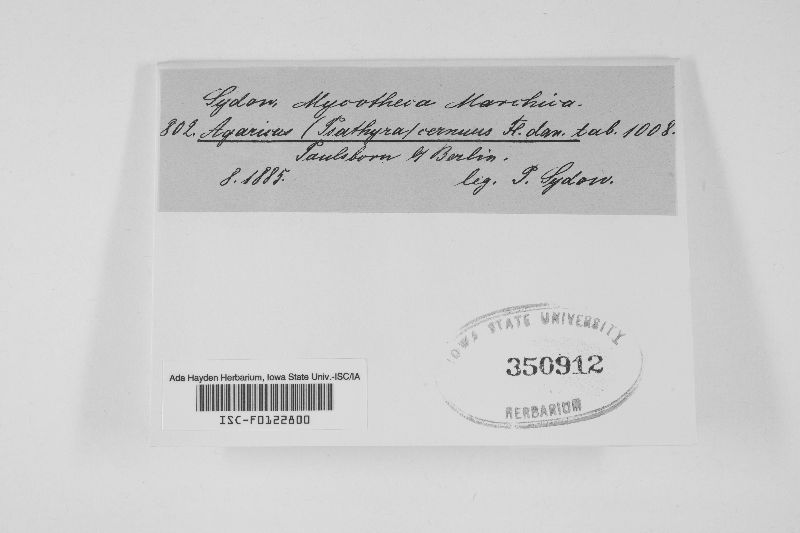 Sydow, Mycotheca Marchica.
802. Agaricus (Psathyra) cernuus Fl. dan. tab. 1008.
Paulsborn b/ Berlin.
8. 1885. leg. P. Sydow.
IOWA STATE UNIVERSITY
350912
HERBARIUM
Ada Hayden Herbarium, Iowa State Univ.-ISC/IA
ISC-F0122800